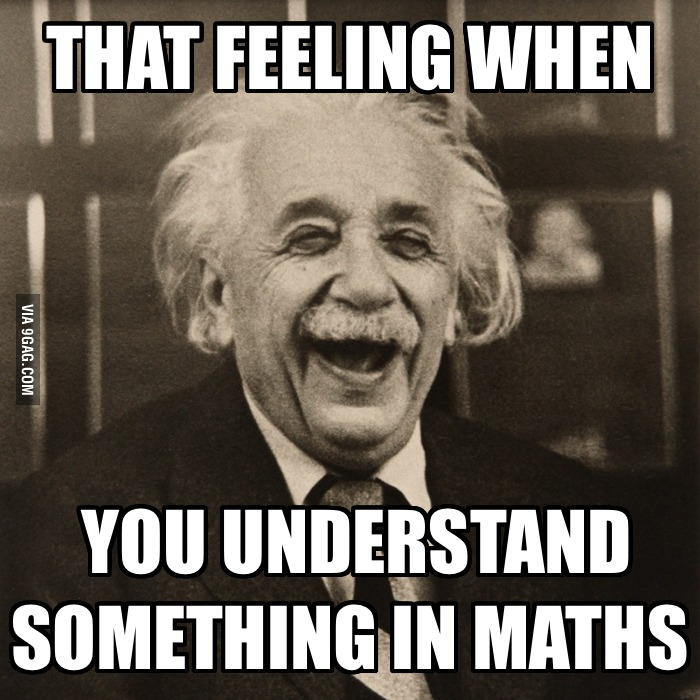 THAT FEELING WHEN
VIA 9GAG.COM
YOU UNDERSTAND
SOMETHING IN MATHS